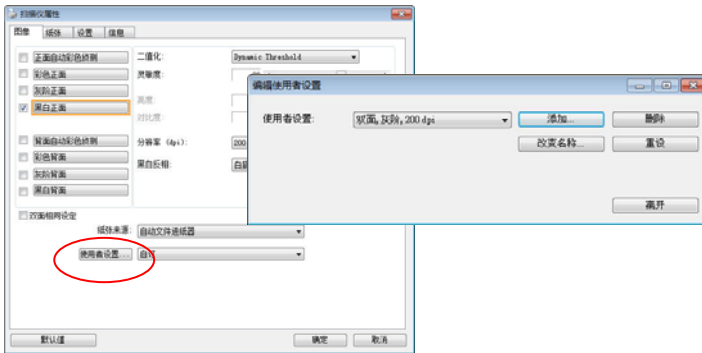 扫描仪属性
图像 纸张 设置 信息
正面自动彩色侦测
彩色正面
灰阶正面
黑白正面
背面自动彩色侦测
彩色背面
灰阶背面
黑白背面
二值化: Dynamic Threshold
灵敏度:
亮度:
对比度:
分辨率 (dpi): 200
黑白反相:
双面相同设定
纸张来源: 自动文件进纸器
使用者设置... 自订
默认值 确定 取消
编辑使用者设置
使用者设置: 双面, 灰阶, 200 dpi 添加... 删除
改变名称... 重设
离开